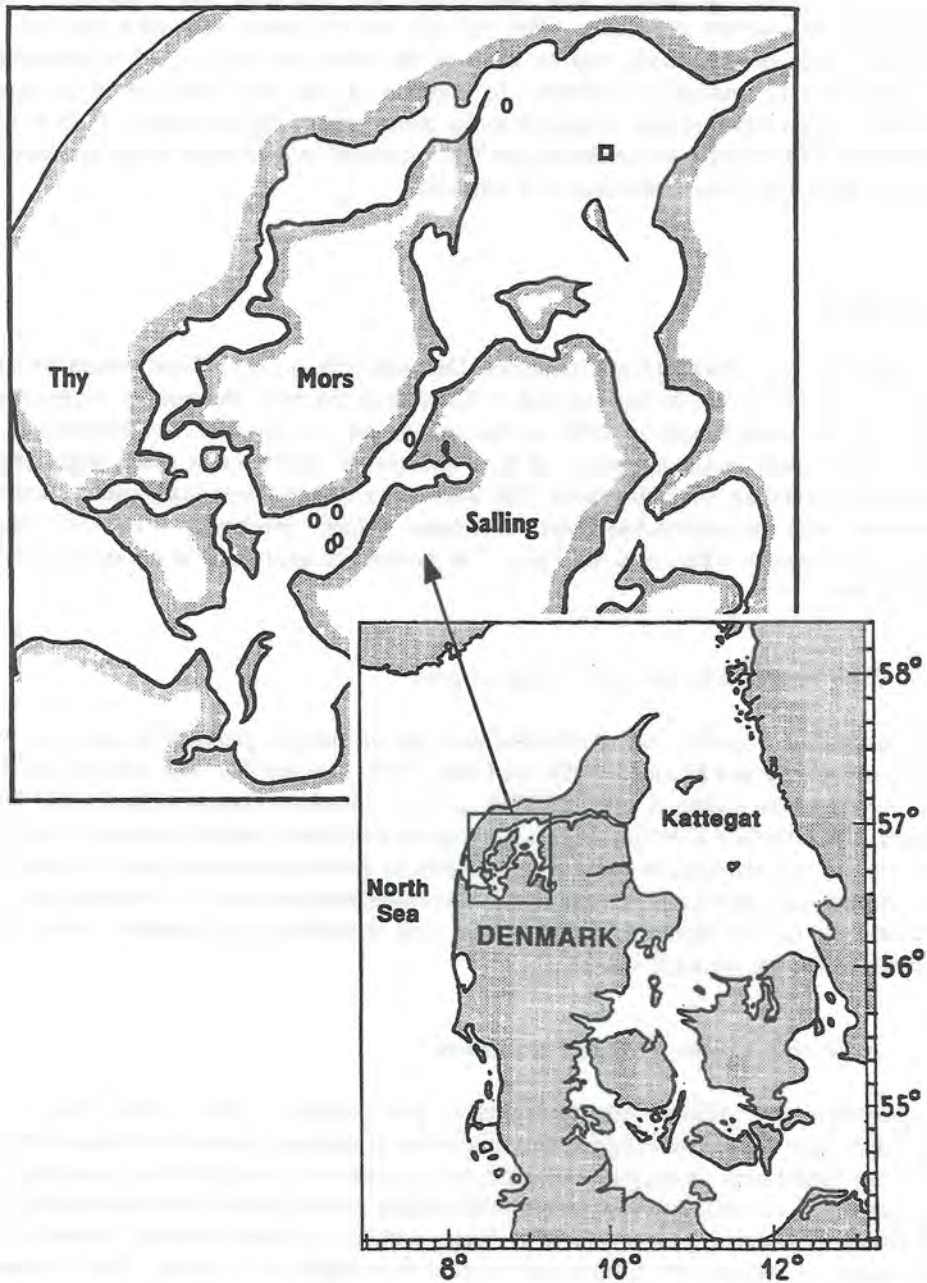 Thy
Mors
Salling
58°
Kattegat
57°
North
Sea
DENMARK
56°
55°
8°
10°
12°